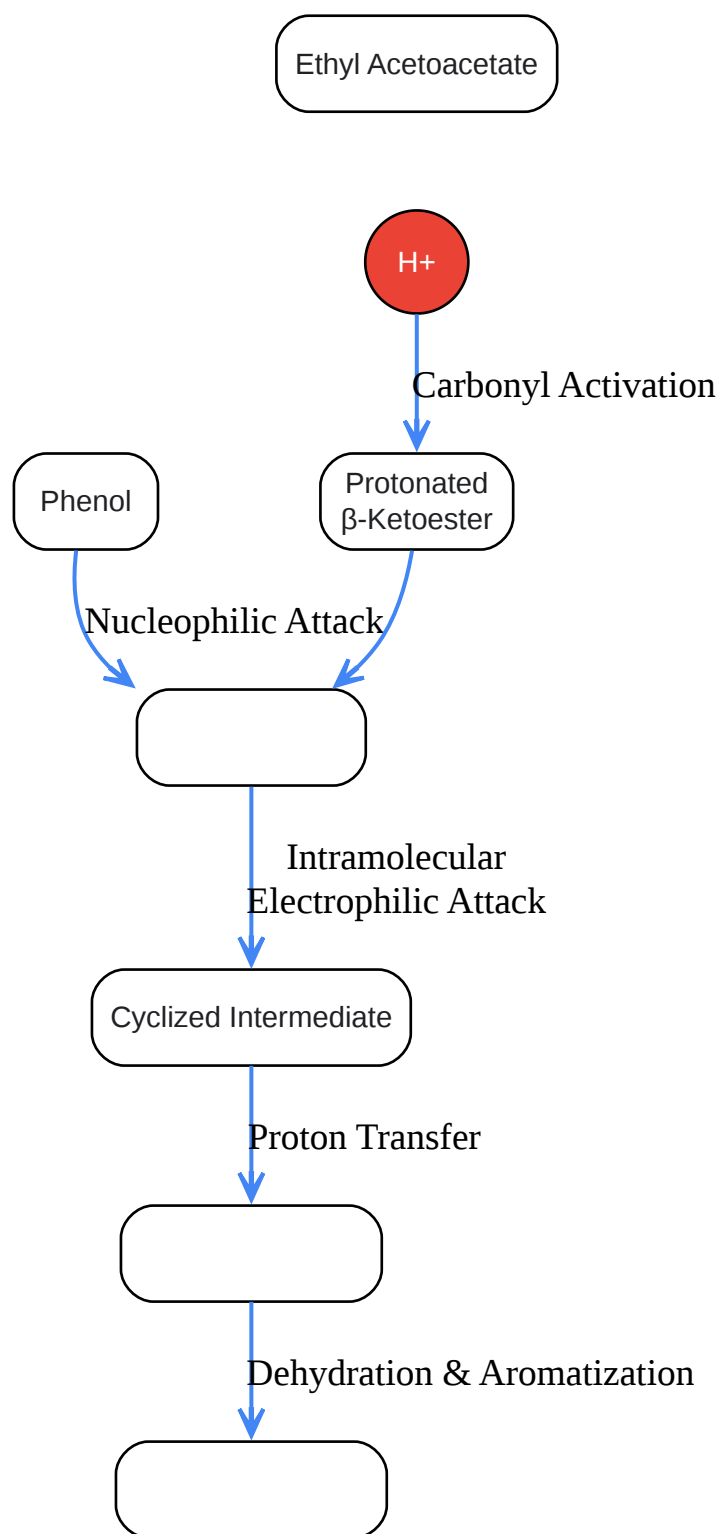 Ethyl Acetoacetate
H+
Carbonyl Activation
Phenol
Protonated
β-Ketoester
Nucleophilic Attack
Intramolecular
Electrophilic Attack
Cyclized Intermediate
Proton Transfer
Dehydration & Aromatization